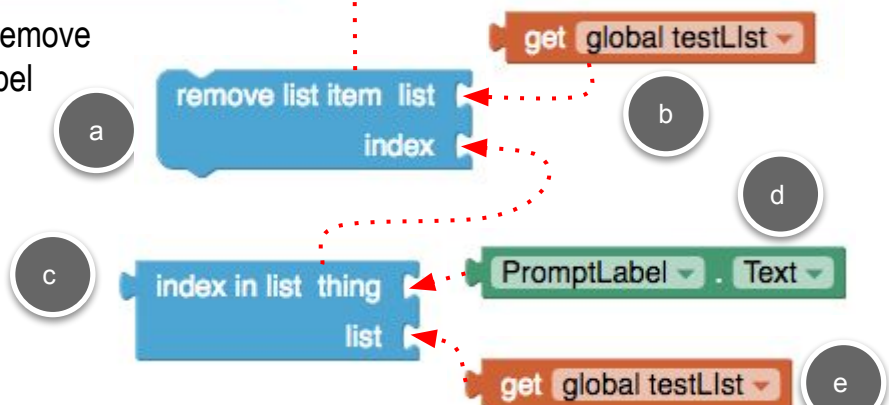 emove
pel
get global testLIst
remove list item list
a
b
index
d
c
index in list thing
PromptLabel . Text
list
get global testLIst
e